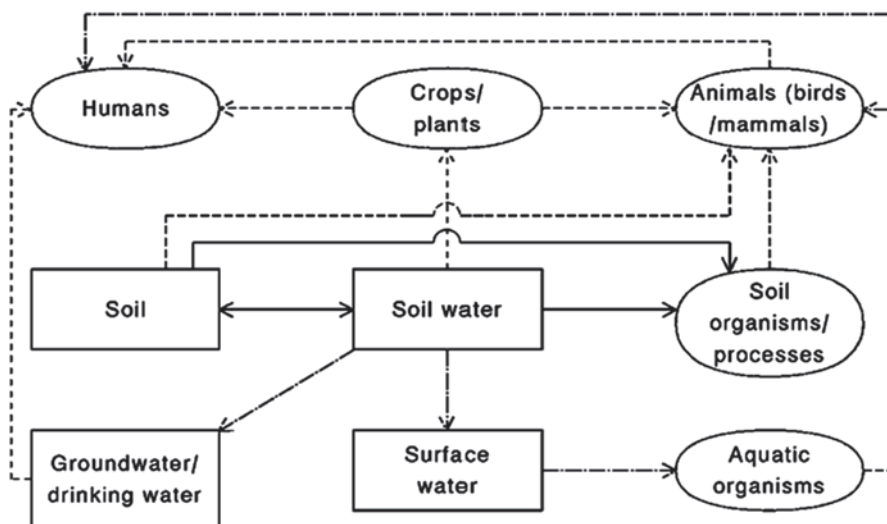 Humans
Crops/
plants
Animals (birds
/mammals)
Soil
Soil water
Soil
organisms/
processes
Groundwater/
drinking water
Surface
water
Aquatic
organisms